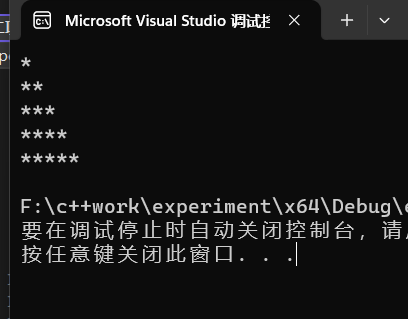 Microsoft Visual Studio 调试
*
**
***
****
*****
F:\c++work\experiment\x64\Debug\e
要在调试停止时自动关闭控制台，请
按任意键关闭此窗口. . .